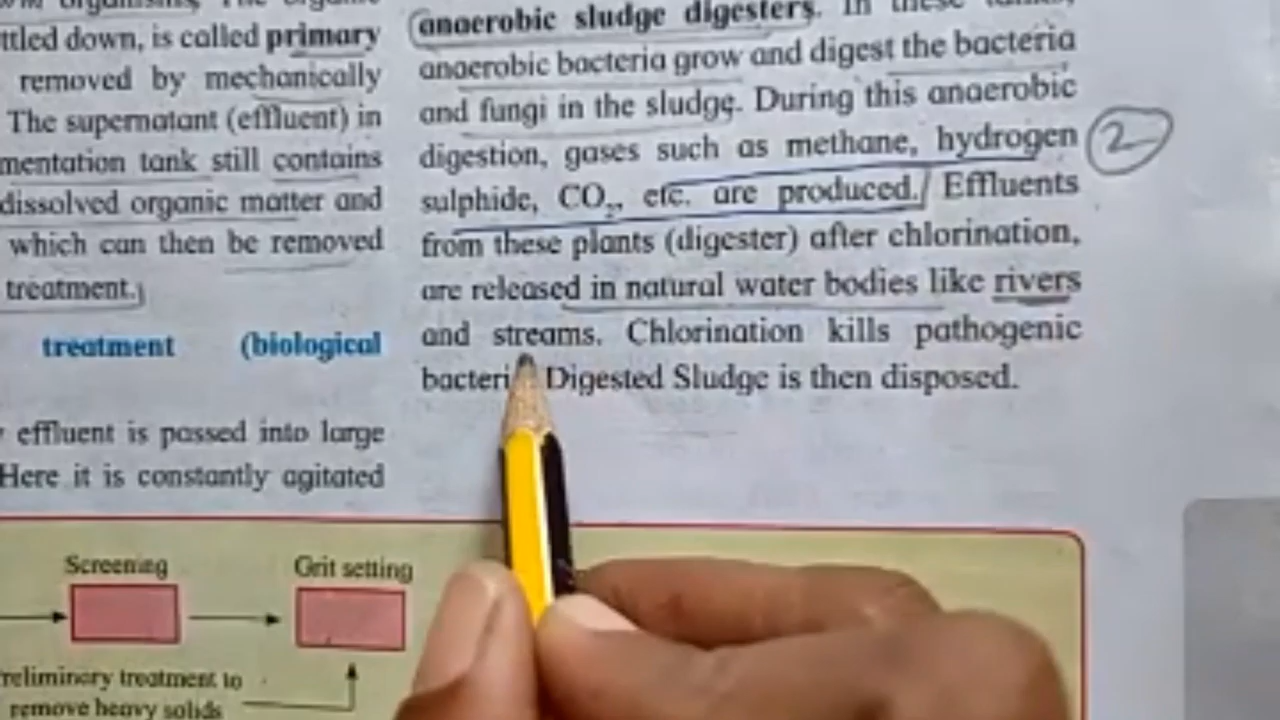 ttled down, is called primary
removed by mechanically
The supernatant (effluent) in
mentation tank still contains
dissolved organic matter and
which can then be removed
treatment.
treatment (biological
effluent is passed into large
Here it is constantly agitated
anaerobic sludge digesters. In these
anaerobic bacteria grow and digest the bacteria
and fungi in the sludge. During this anaerobic
digestion, gases such as methane, hydrogen
sulphide, CO₂, etc. are produced. Effluents
from these plants (digester) after chlorination,
are released in natural water bodies like rivers
and streams. Chlorination kills pathogenic
bacteri Digested Sludge is then disposed.
2
Screening
Grit setting
reliminary treatment to
remove heavy solids